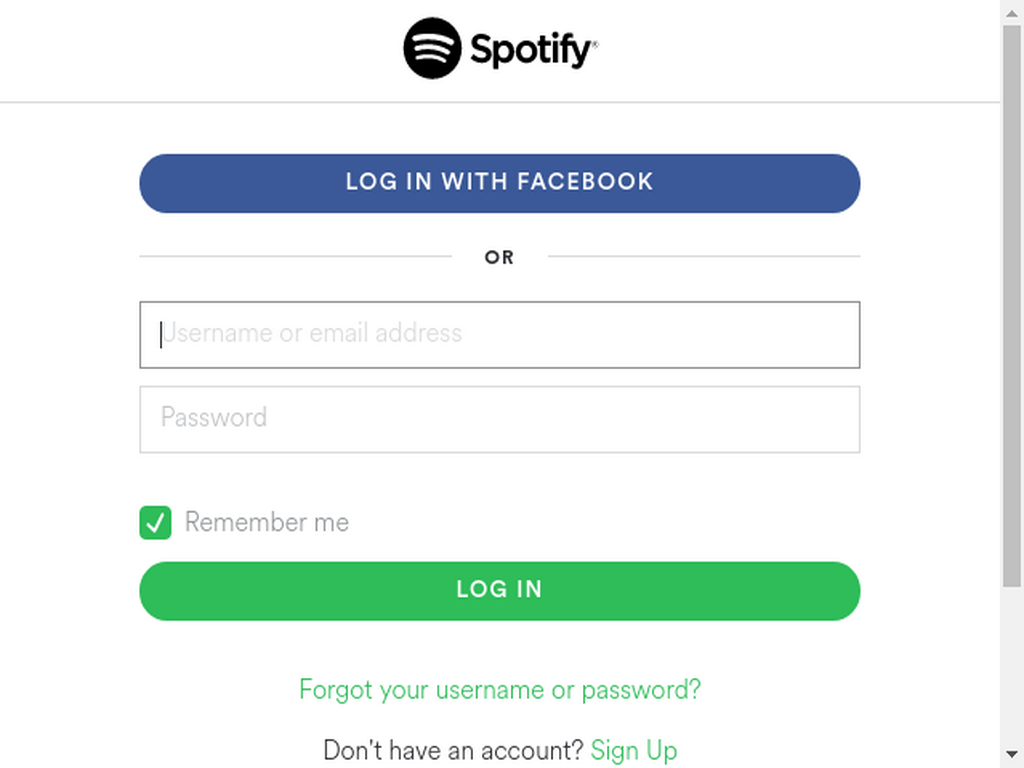 Spotify®
LOG IN WITH FACEBOOK
OR
Username or email address
Password
Remember me
LOG IN
Forgot your username or password?
Don't have an account? Sign Up